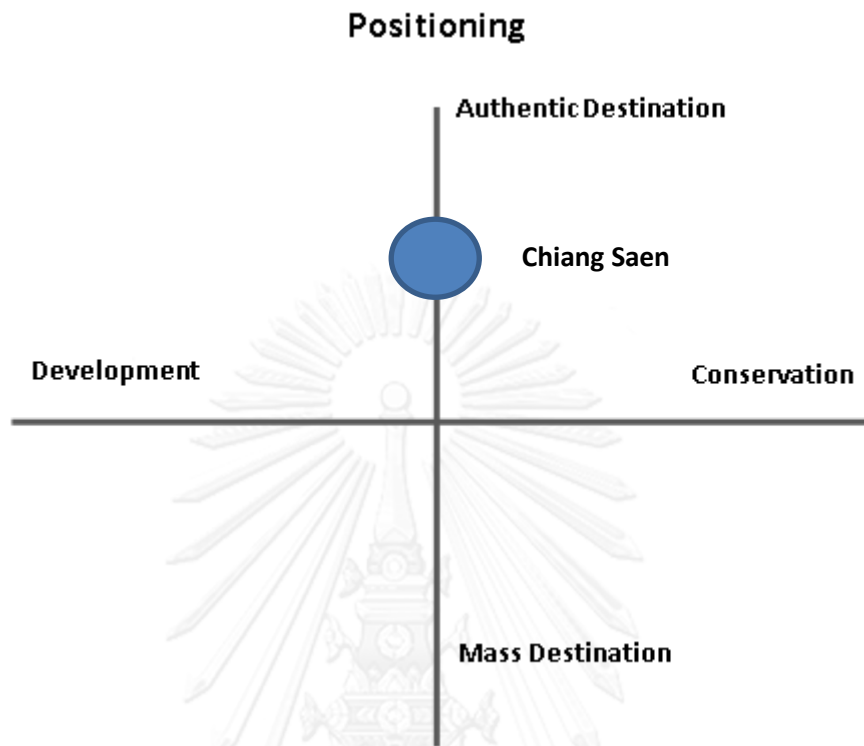 Positioning
Authentic Destination
Chiang Saen
Development
Conservation
Mass Destination